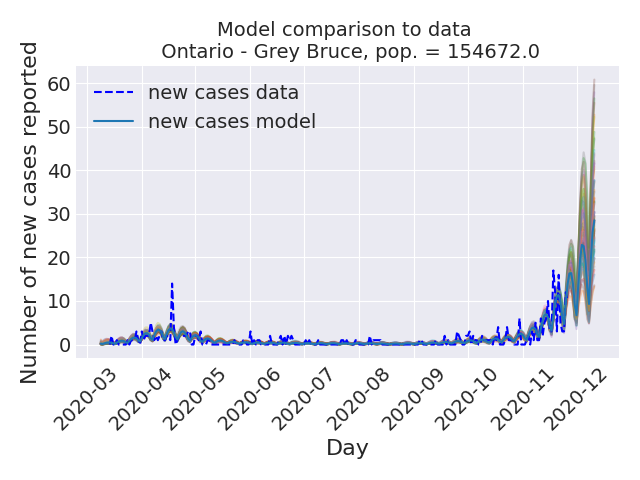 Model comparison to data
Ontario - Grey Bruce, pop. = 154672.0
Number of new cases reported
60
50
40
30
20
10
0
new cases data
new cases model
2020-03
2020-04
2020-05
2020-06
2020-07
2020-08
2020-09
2020-10
2020-11
2020-12
Day